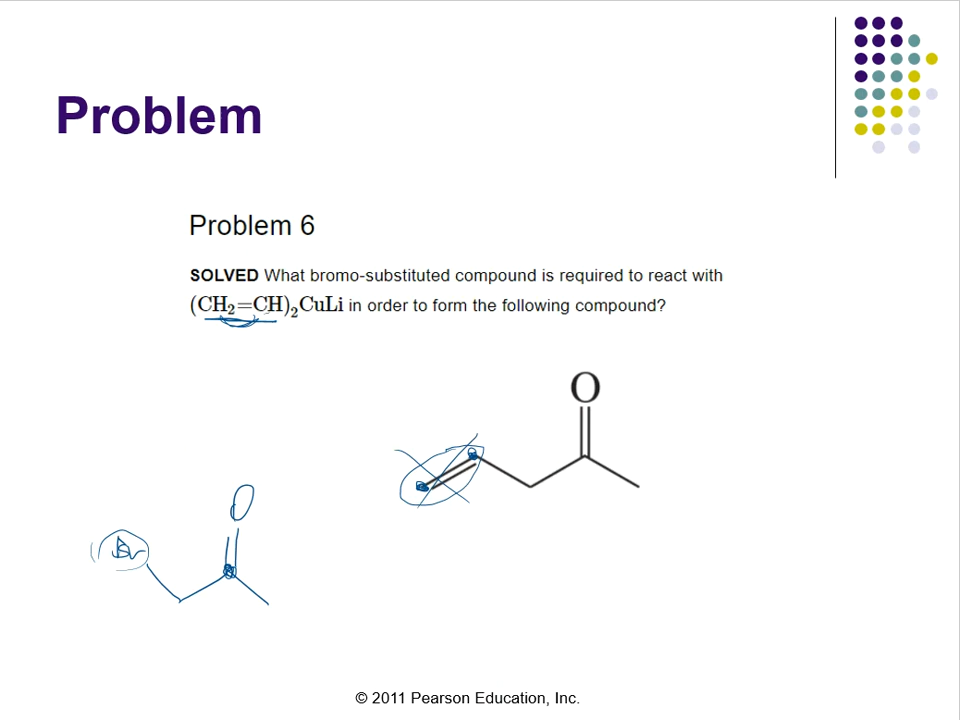 Problem
Problem 6
SOLVED What bromo-substituted compound is required to react with
(CH₂=CH)₂CuLi in order to form the following compound?
O
O
Br
© 2011 Pearson Education, Inc.